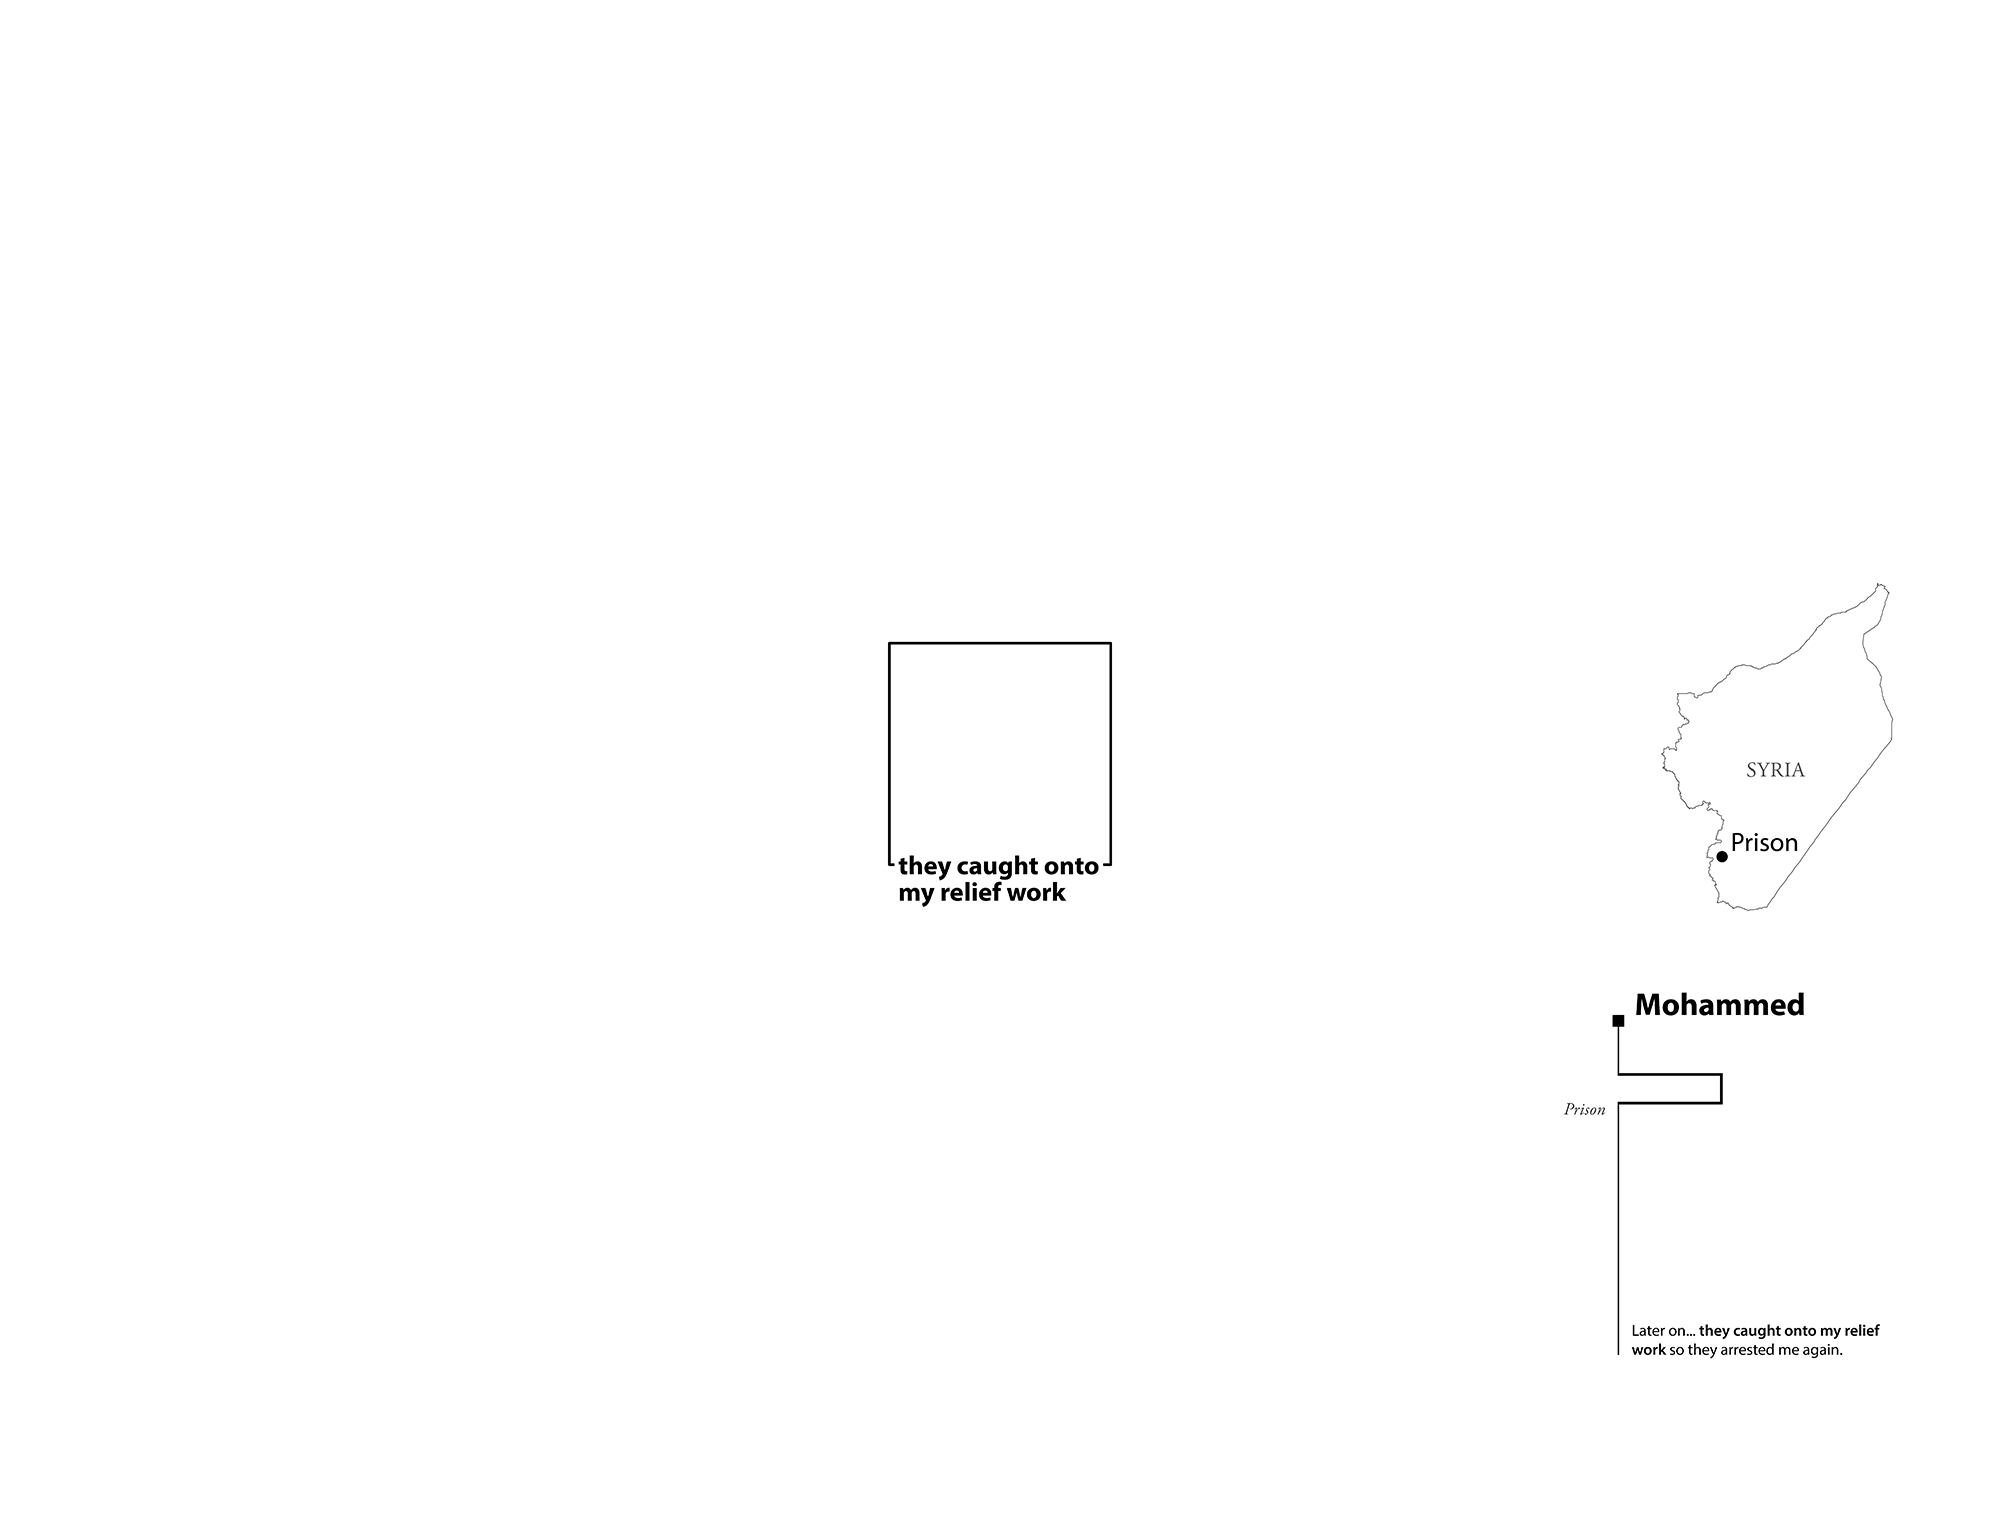 they caught onto
my relief work
SYRIA
Prison
Mohammed
Prison
Later on... they caught onto my relief
work so they arrested me again.